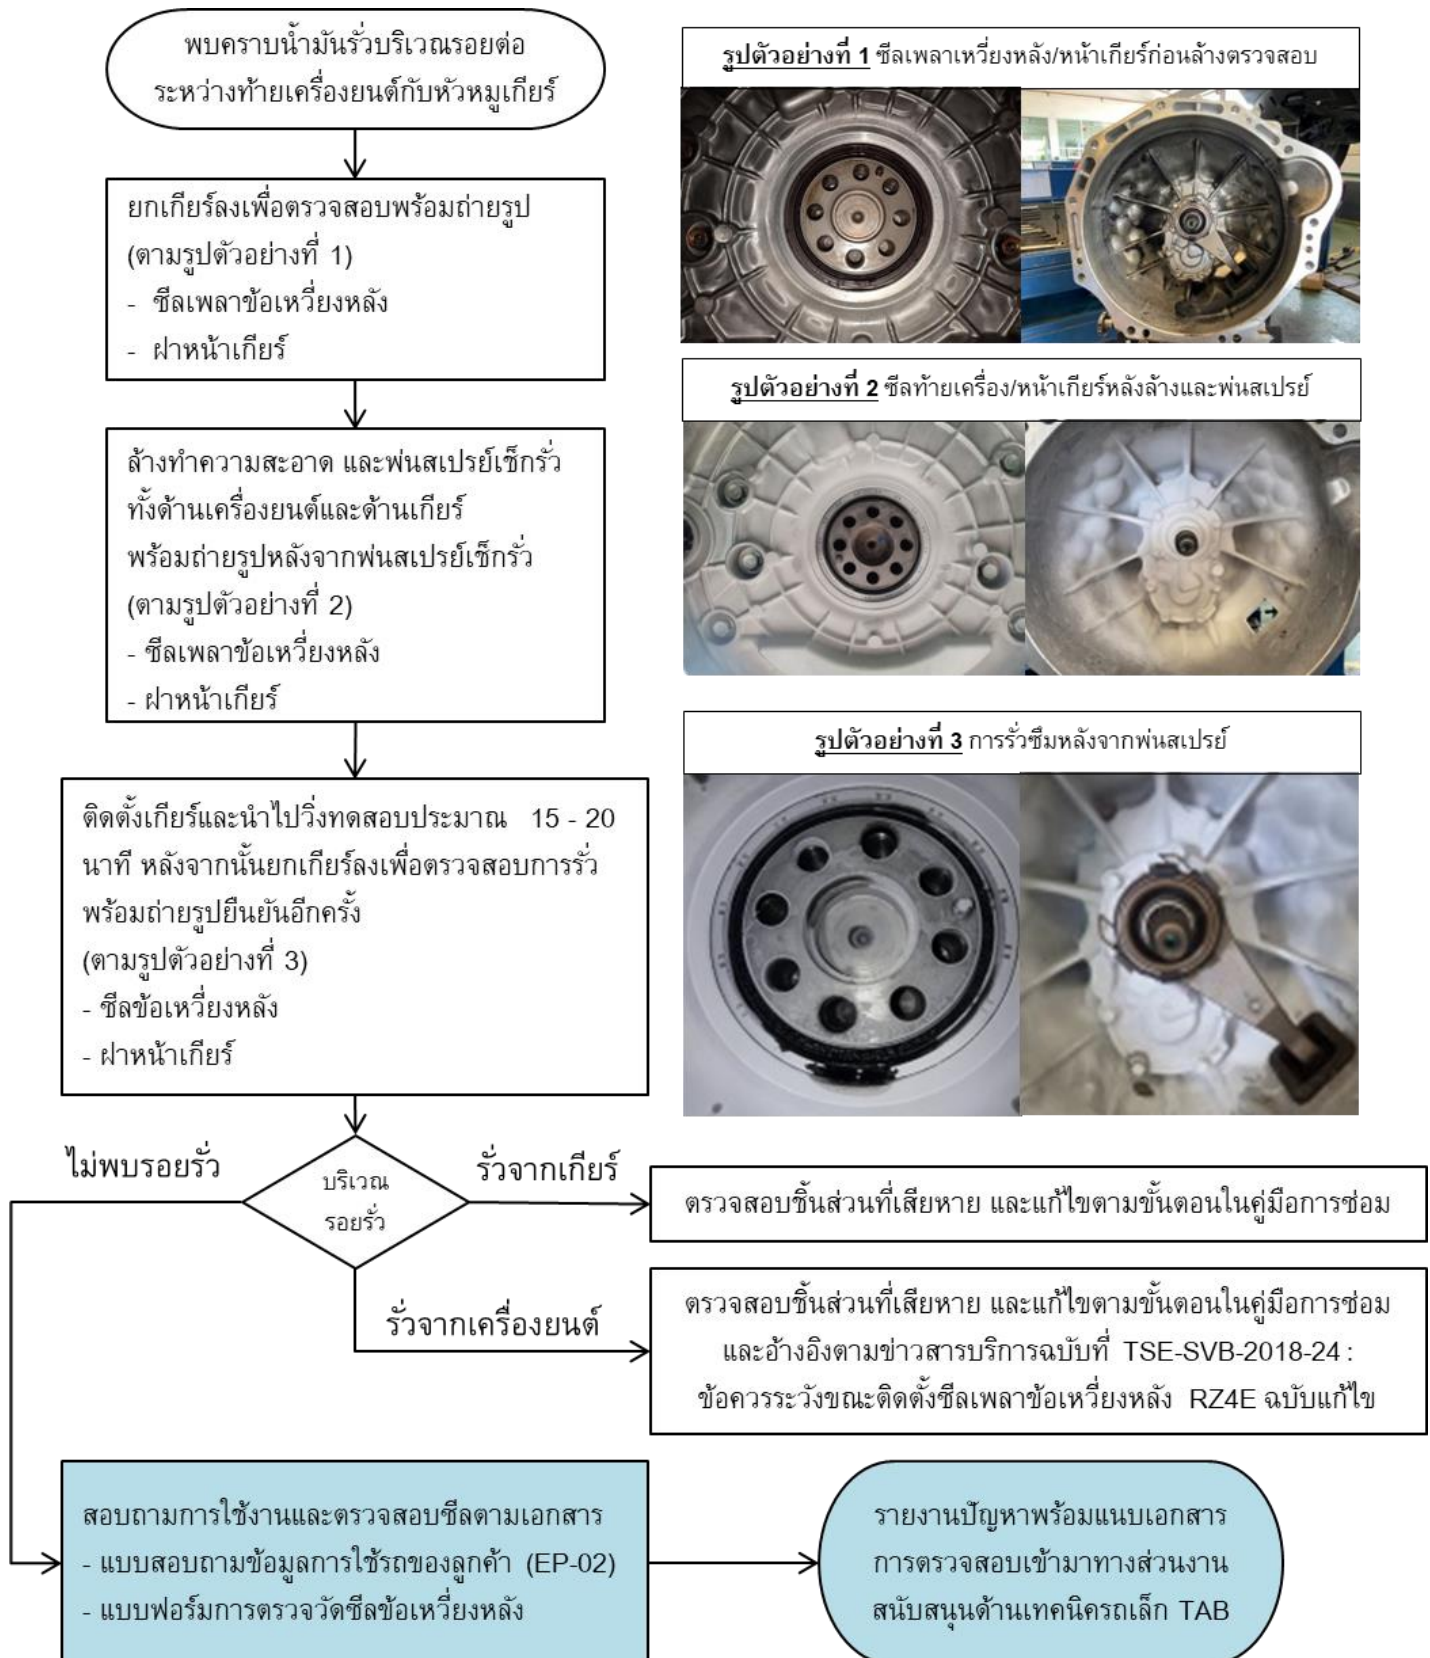 พบคราบน้ำมันรั่วบริเวณรอยต่อ
ระหว่างท้ายเครื่องยนต์กับหัวหมูเกียร์
ยกเกียร์ลงเพื่อตรวจสอบพร้อมถ่ายรูป
(ตามรูปตัวอย่างที่ 1)
- ซีลเพลาข้อเหวี่ยงหลัง
- ฝาหน้าเกียร์
ล้างทำความสะอาด และพ่นสเปรย์เช็กรั่ว
ทั้งด้านเครื่องยนต์และด้านเกียร์
พร้อมถ่ายรูปหลังจากพ่นสเปรย์เช็กรั่ว
(ตามรูปตัวอย่างที่ 2)
- ซีลเพลาข้อเหวี่ยงหลัง
- ฝาหน้าเกียร์
ติดตั้งเกียร์และนำไปวิ่งทดสอบประมาณ 15 - 20
นาที หลังจากนั้นยกเกียร์ลงเพื่อตรวจสอบการรั่ว
พร้อมถ่ายรูปยืนยันอีกครั้ง
(ตามรูปตัวอย่างที่ 3)
- ซีลข้อเหวี่ยงหลัง
- ฝาหน้าเกียร์
รูปตัวอย่างที่ 1 ซีลเพลาเหวี่ยงหลัง/หน้าเกียร์ก่อนล้างตรวจสอบ
รูปตัวอย่างที่ 2 ซีลท้ายเครื่อง/หน้าเกียร์หลังล้างและพ่นสเปรย์
รูปตัวอย่างที่ 3 การรั่วซึมหลังจากพ่นสเปรย์
ไม่พบรอยรั่ว
บริเวณ
รอยรั่ว
รั่วจากเกียร์
ตรวจสอบชิ้นส่วนที่เสียหาย และแก้ไขตามขั้นตอนในคู่มือการซ่อม
รั่วจากเครื่องยนต์
ตรวจสอบชิ้นส่วนที่เสียหาย และแก้ไขตามขั้นตอนในคู่มือการซ่อม
และอ้างอิงตามข่าวสารบริการฉบับที่ TSE-SVB-2018-24 :
ข้อควรระวังขณะติดตั้งซีลเพลาข้อเหวี่ยงหลัง RZ4E ฉบับแก้ไข
สอบถามการใช้งานและตรวจสอบซีลตามเอกสาร
- แบบสอบถามข้อมูลการใช้รถของลูกค้า (EP-02)
- แบบฟอร์มการตรวจวัดซีลข้อเหวี่ยงหลัง
รายงานปัญหาพร้อมแนบเอกสาร
การตรวจสอบเข้ามาทางส่วนงาน
สนับสนุนด้านเทคนิครถเล็ก TAB